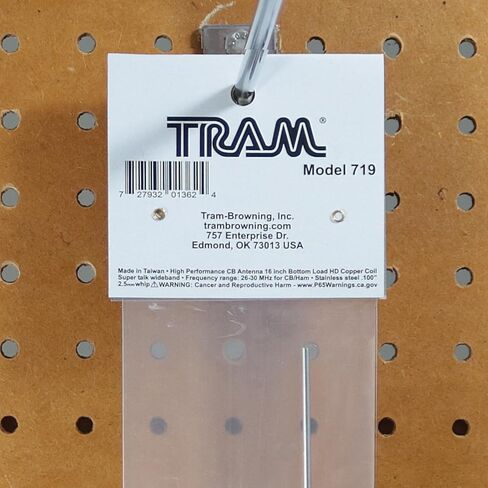 TRAM®
Model 719
7 27932 01362 4
Tram-Browning, Inc.
trambrowning.com
757 Enterprise Dr.
Edmond, OK 73013 USA
Made in Taiwan • High Performance CB Antenna 16 inch Bottom Load HD Copper Coil
Super talk wideband • Frequency range: 26-30 MHz for CB/Ham • Stainless steel .100"
2.5mm whip ⚠WARNING: Cancer and Reproductive Harm - www.P65Warnings.ca.gov